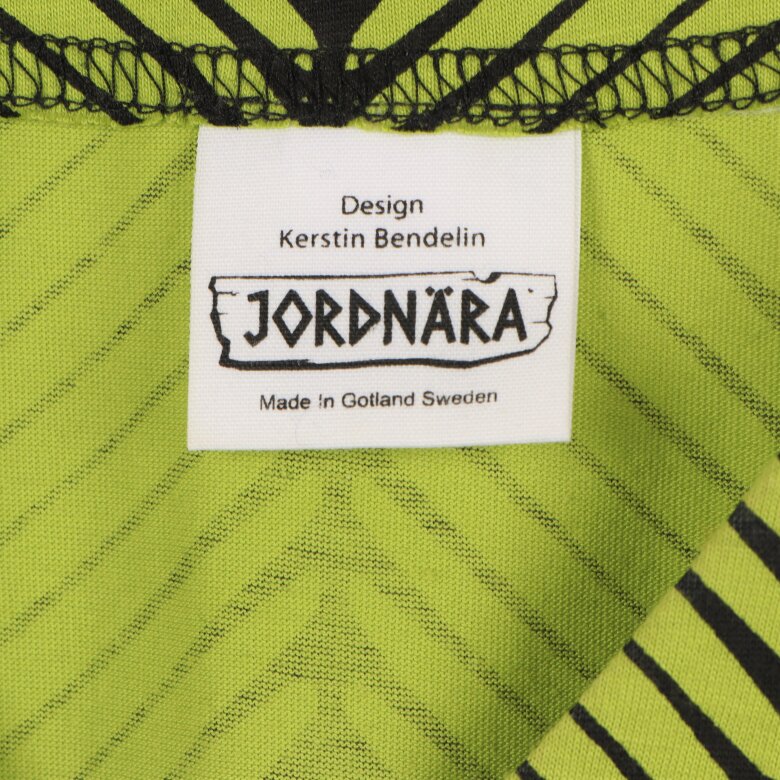 Design
Kerstin Bendelin
JORDNÄRA
Made In Gotland Sweden